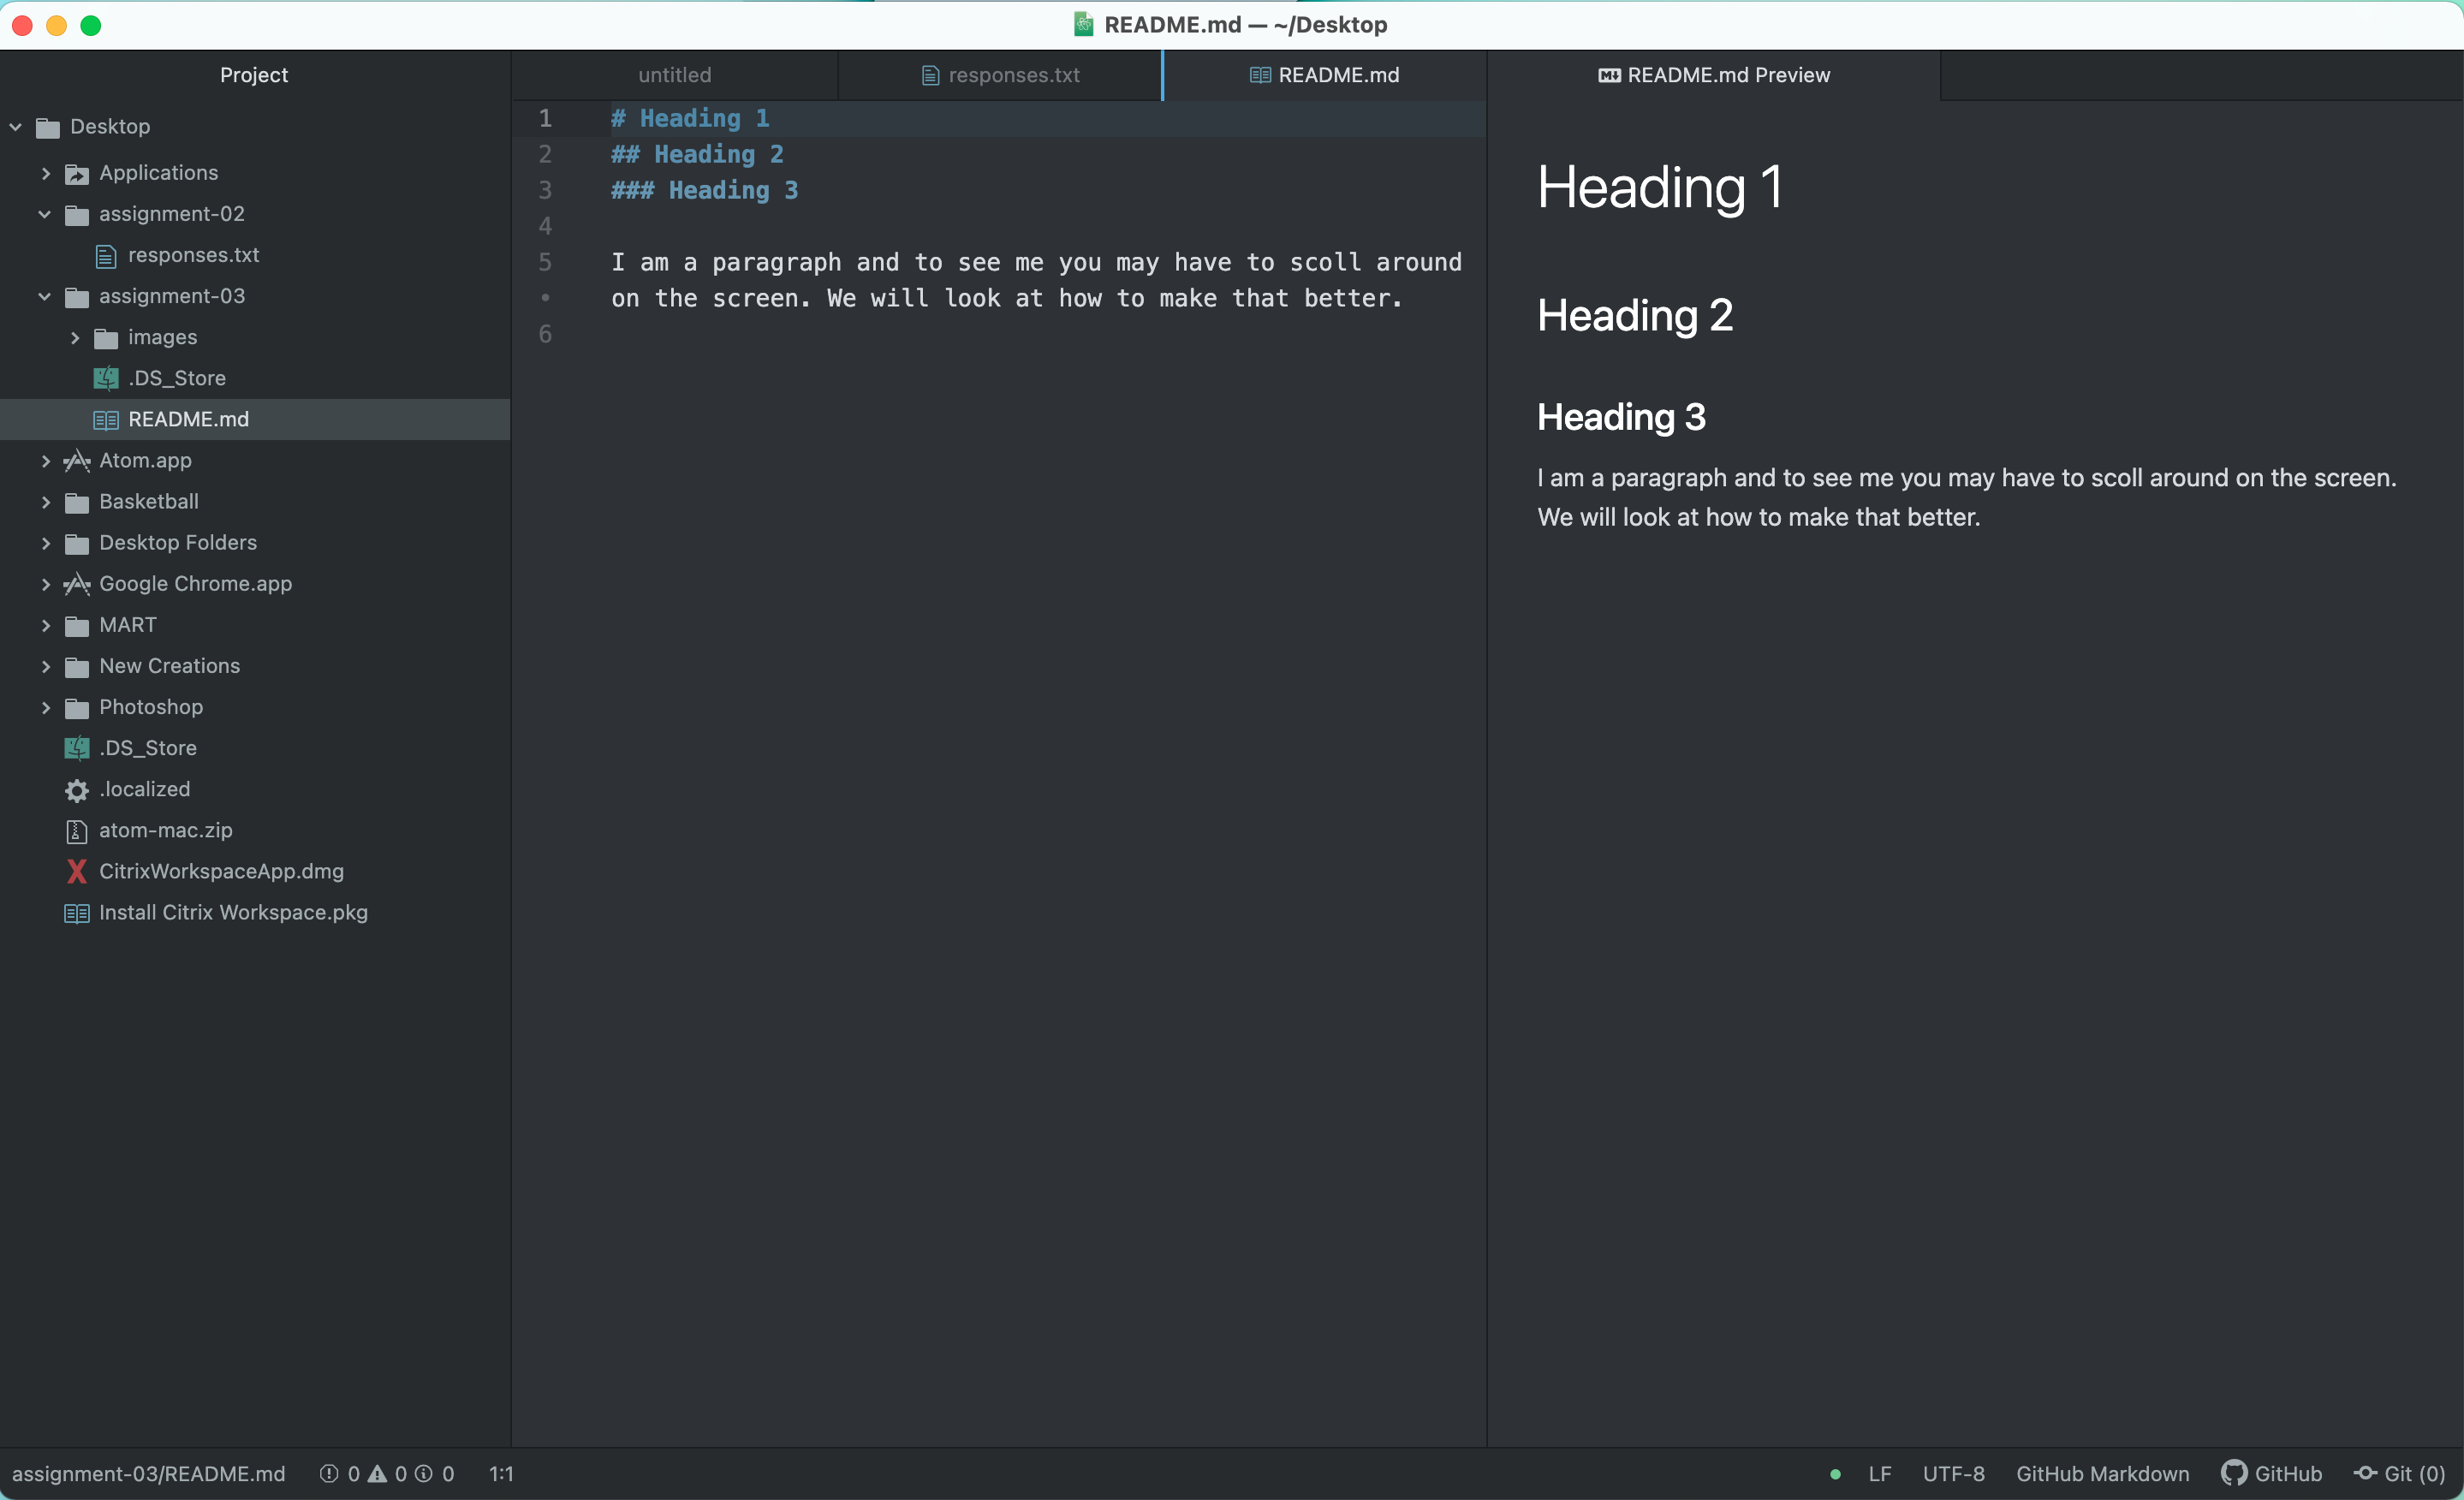 README.md — ~/Desktop
Project
Desktop
Applications
assignment-02
responses.txt
assignment-03
images
.DS_Store
README.md
Atom.app
Basketball
Desktop Folders
Google Chrome.app
MART
New Creations
Photoshop
.DS_Store
.localized
atom-mac.zip
CitrixWorkspaceApp.dmg
Install Citrix Workspace.pkg
untitled
responses.txt
README.md
1 # Heading 1
2 ## Heading 2
3 ### Heading 3
4
5 I am a paragraph and to see me you may have to scoll around
• on the screen. We will look at how to make that better.
6
README.md Preview
Heading 1
Heading 2
Heading 3
I am a paragraph and to see me you may have to scoll around on the screen.
We will look at how to make that better.
assignment-03/README.md 0 0 0 1:1
LF UTF-8 GitHub Markdown GitHub Git (0)